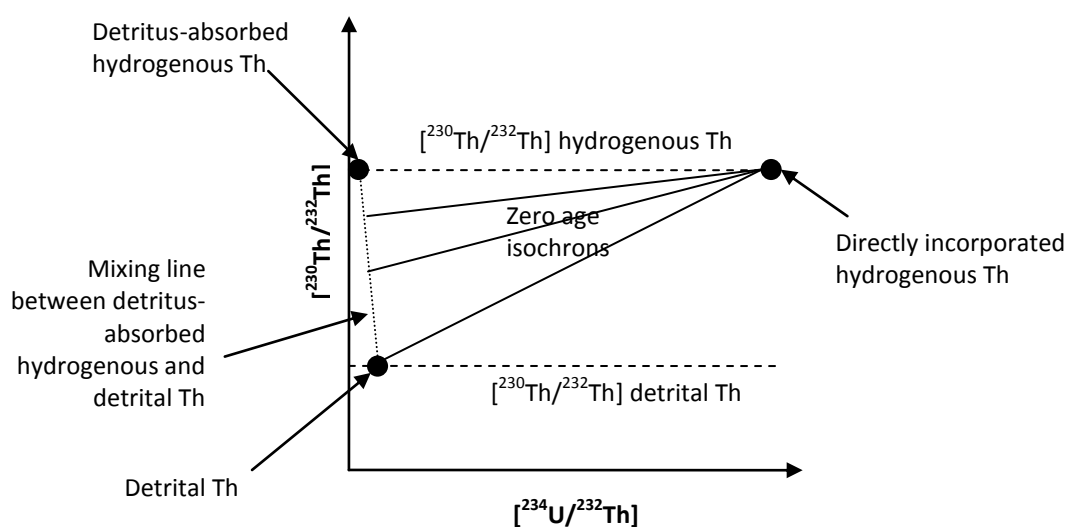 Detritus-absorbed
hydrogenous Th
[²³⁰Th/²³²Th] hydrogenous Th
[²³⁰Th/²³²Th]
Zero age
isochrons
Directly incorporated
hydrogenous Th
Mixing line
between detritus-
absorbed
hydrogenous and
detrital Th
[²³⁰Th/²³²Th] detrital Th
Detrital Th
[²³⁴U/²³²Th]